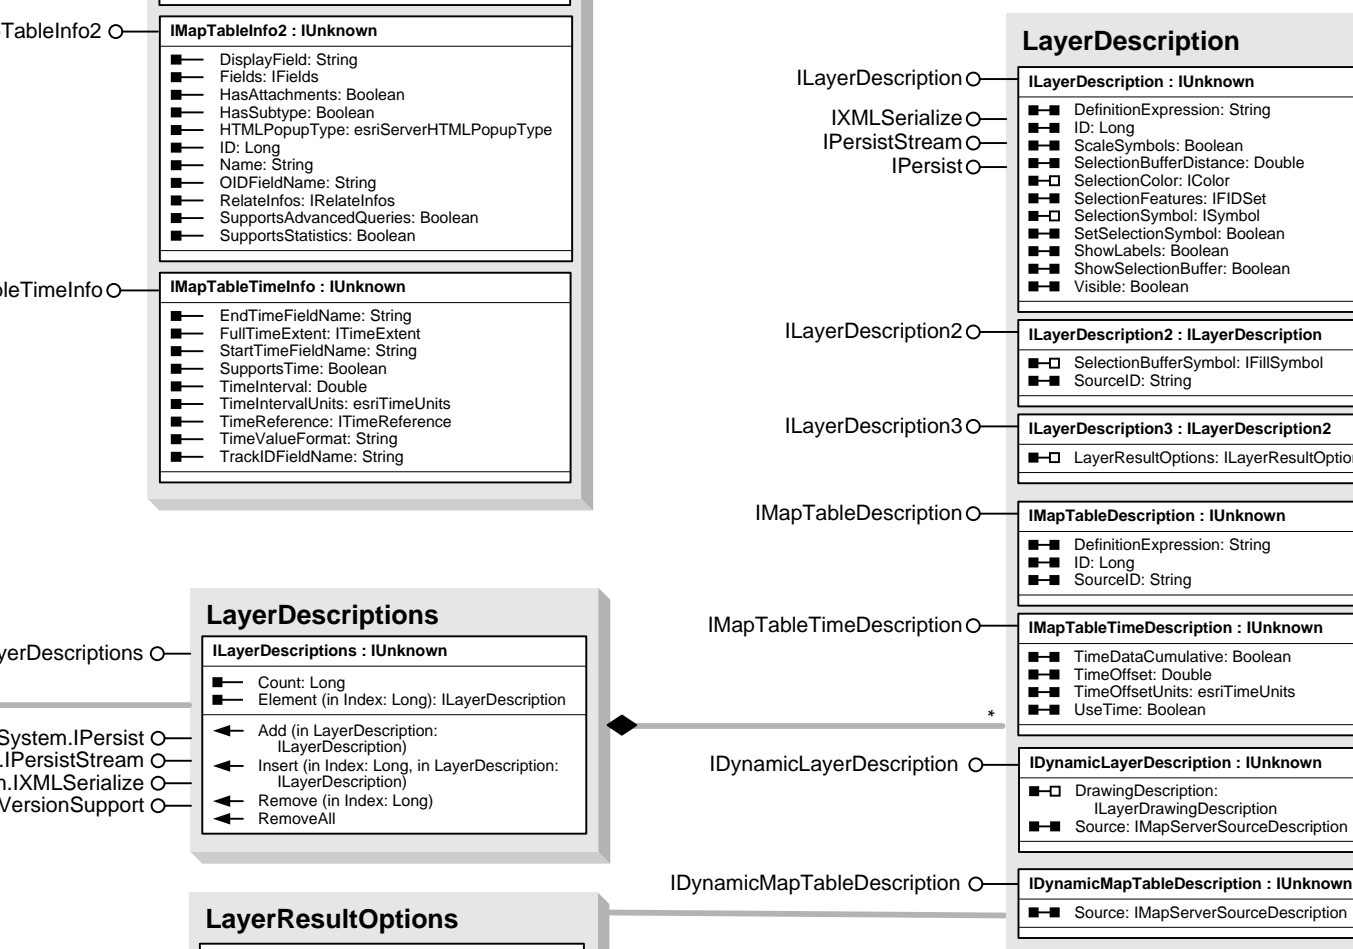 TableInfo2
IMapTableInfo2 : IUnknown
DisplayField: String
Fields: IFields
HasAttachments: Boolean
HasSubtype: Boolean
HTMLPopupType: esriServerHTMLPopupType
ID: Long
Name: String
OIDFieldName: String
RelateInfos: IRelateInfos
SupportsAdvancedQueries: Boolean
SupportsStatistics: Boolean
leTimeInfo
IMapTableTimeInfo : IUnknown
EndTimeFieldName: String
FullTimeExtent: ITimeExtent
StartTimeFieldName: String
SupportsTime: Boolean
TimeInterval: Double
TimeIntervalUnits: esriTimeUnits
TimeReference: ITimeReference
TimeValueFormat: String
TrackIDFieldName: String
LayerDescriptions
yerDescriptions
ILayerDescriptions : IUnknown
Count: Long
Element (in Index: Long): ILayerDescription
Add (in LayerDescription:
ILayerDescription)
Insert (in Index: Long, in LayerDescription:
ILayerDescription)
Remove (in Index: Long)
RemoveAll
System.IPersist
.IPersistStream
.IXMLSerialize
VersionSupport
*
LayerResultOptions
LayerDescription
ILayerDescription
IXMLSerialize
IPersistStream
IPersist
ILayerDescription : IUnknown
DefinitionExpression: String
ID: Long
ScaleSymbols: Boolean
SelectionBufferDistance: Double
SelectionColor: IColor
SelectionFeatures: IFIDSet
SelectionSymbol: ISymbol
SetSelectionSymbol: Boolean
ShowLabels: Boolean
ShowSelectionBuffer: Boolean
Visible: Boolean
ILayerDescription2
ILayerDescription2 : ILayerDescription
SelectionBufferSymbol: IFillSymbol
SourceID: String
ILayerDescription3
ILayerDescription3 : ILayerDescription2
LayerResultOptions: ILayerResultOptio
IMapTableDescription
IMapTableDescription : IUnknown
DefinitionExpression: String
ID: Long
SourceID: String
IMapTableTimeDescription
IMapTableTimeDescription : IUnknown
TimeDataCumulative: Boolean
TimeOffset: Double
TimeOffsetUnits: esriTimeUnits
UseTime: Boolean
IDynamicLayerDescription
IDynamicLayerDescription : IUnknown
DrawingDescription:
ILayerDrawingDescription
Source: IMapServerSourceDescription
IDynamicMapTableDescription
IDynamicMapTableDescription : IUnknown
Source: IMapServerSourceDescription